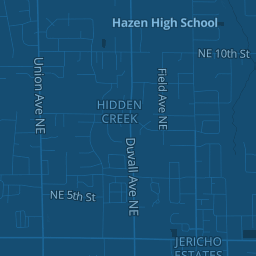 Hazen High School
NE 10th St
Union Ave NE
Field Ave NE
HIDDEN
CREEK
Duvall Ave NE
NE 5th St
JERICHO
ESTATES